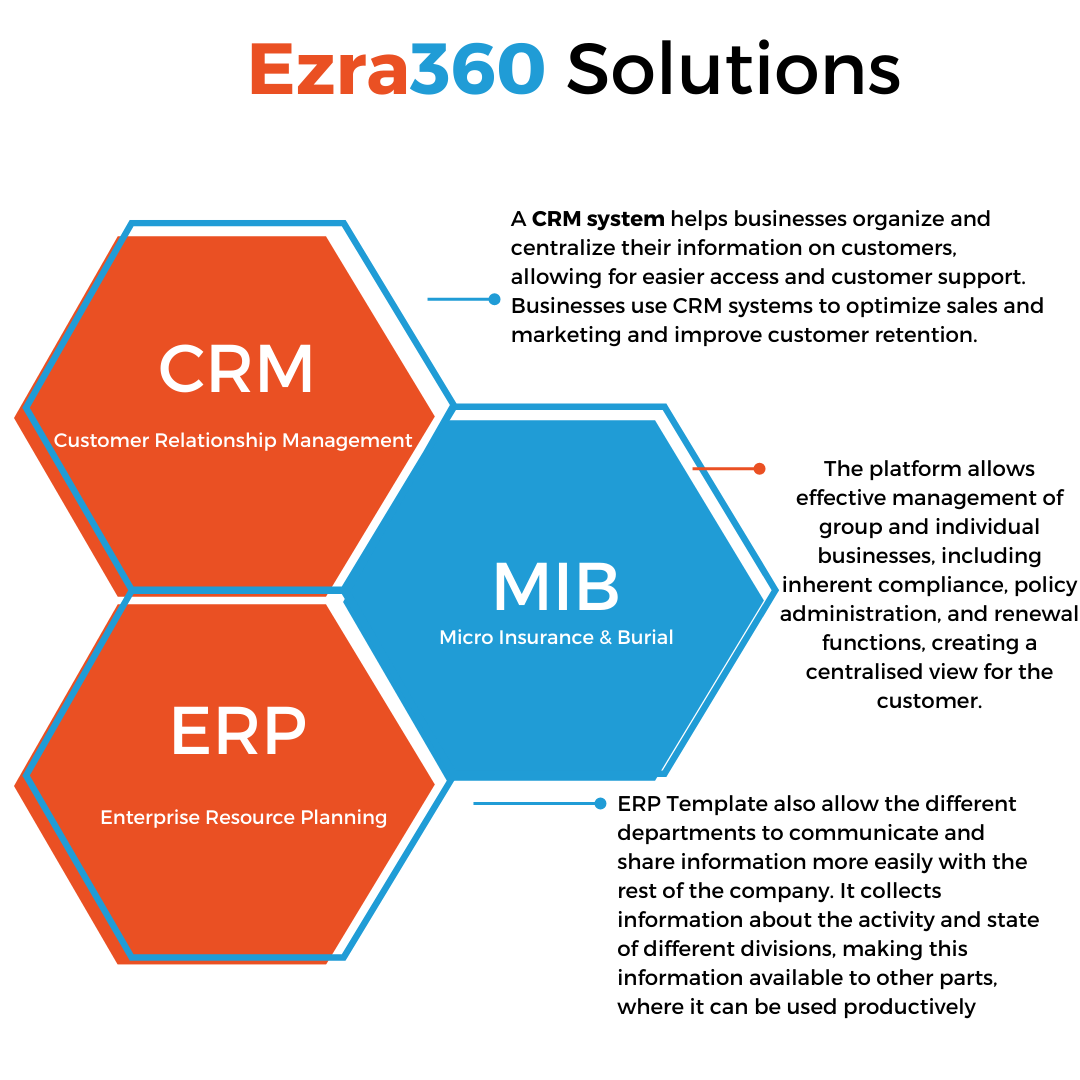 Ezra360 Solutions
A CRM system helps businesses organize and
centralize their information on customers,
allowing for easier access and customer support.
Businesses use CRM systems to optimize sales and
marketing and improve customer retention.
CRM
Customer Relationship Management
The platform allows
effective management of
group and individual
businesses, including
inherent compliance, policy
administration, and renewal
functions, creating a
centralised view for the
customer.
MIB
Micro Insurance & Burial
ERP
Enterprise Resource Planning
ERP Template also allow the different
departments to communicate and
share information more easily with the
rest of the company. It collects
information about the activity and state
of different divisions, making this
information available to other parts,
where it can be used productively